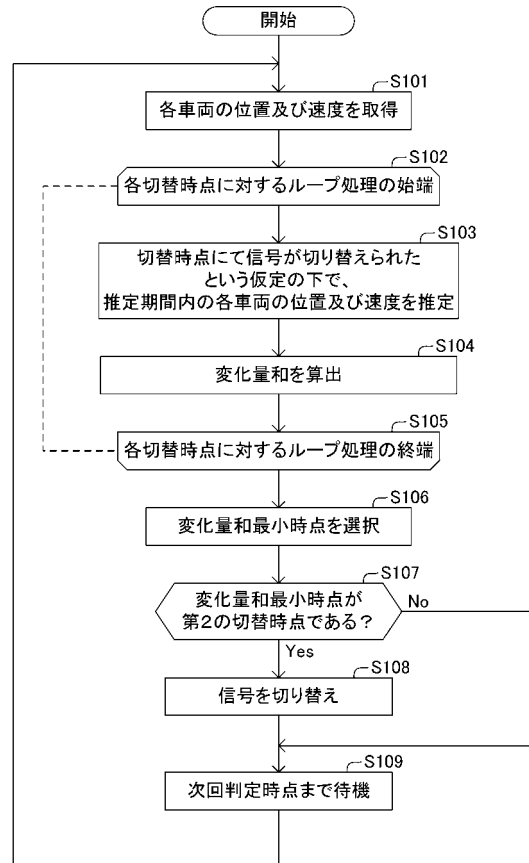 開始
S101
各車両の位置及び速度を取得
S102
各切替時点に対するループ処理の始端
S103
切替時点にて信号が切り替えられた
という仮定の下で、
推定期間内の各車両の位置及び速度を推定
S104
変化量和を算出
S105
各切替時点に対するループ処理の終端
S106
変化量和最小時点を選択
S107
変化量和最小時点が
第2の切替時点である？
No
Yes
S108
信号を切り替え
S109
次回判定時点まで待機